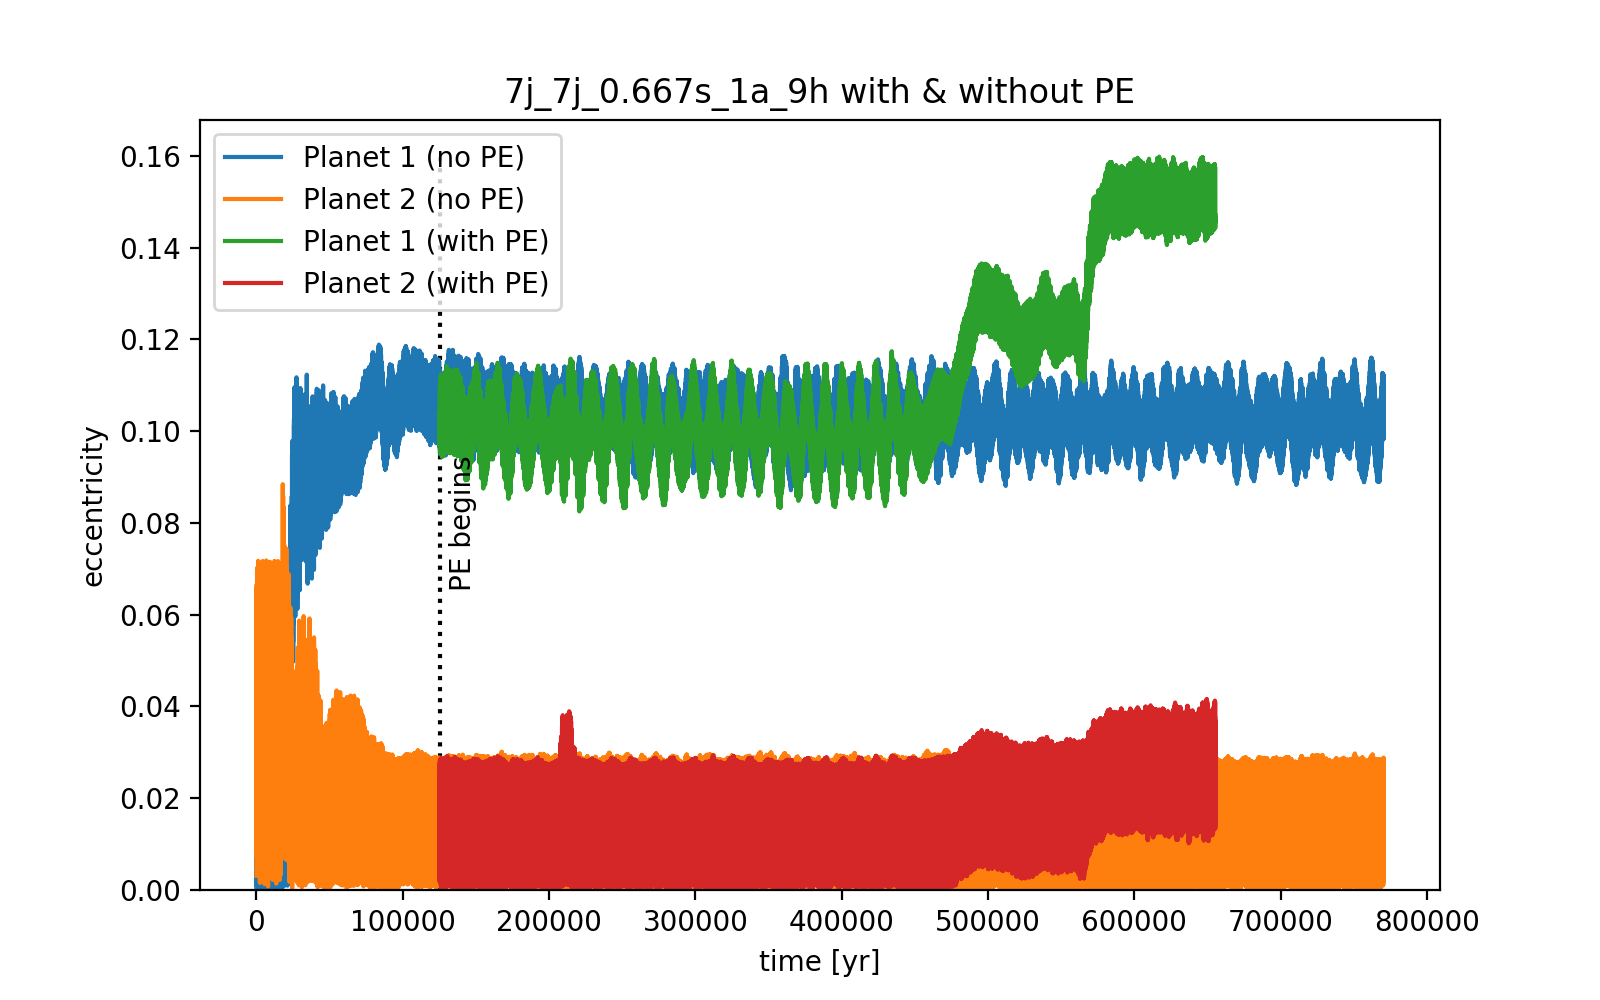 7j_7j_0.667s_1a_9h with & without PE
Planet 1 (no PE)
Planet 2 (no PE)
Planet 1 (with PE)
Planet 2 (with PE)
0.16
0.14
0.12
0.10
0.08
0.06
0.04
0.02
0.00
eccentricity
PE begins
0
100000
200000
300000
400000
500000
600000
700000
800000
time [yr]